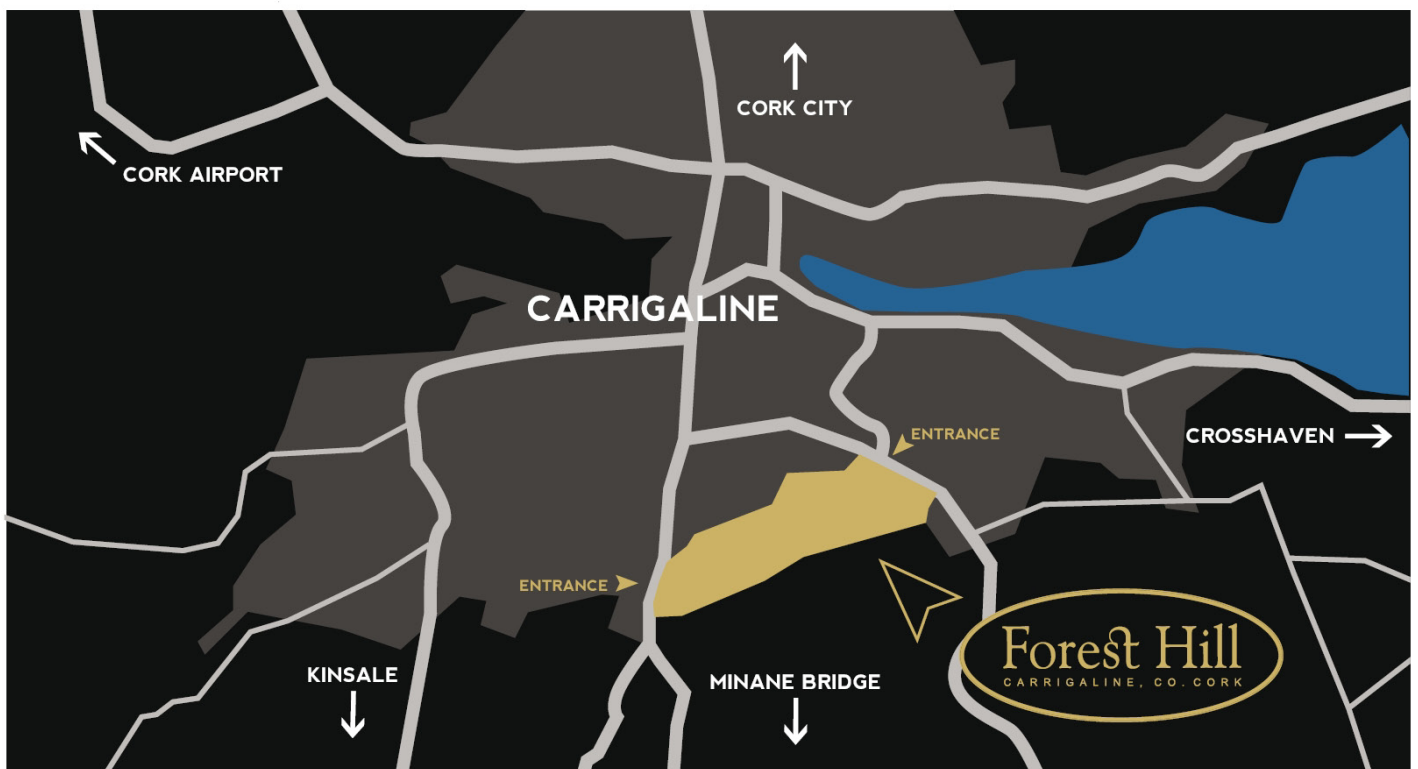 CORK CITY
CORK AIRPORT
CARRIGALINE
ENTRANCE
CROSSHAVEN
ENTRANCE
Forest Hill
CARRIGALINE, CO. CORK
KINSALE
MINANE BRIDGE